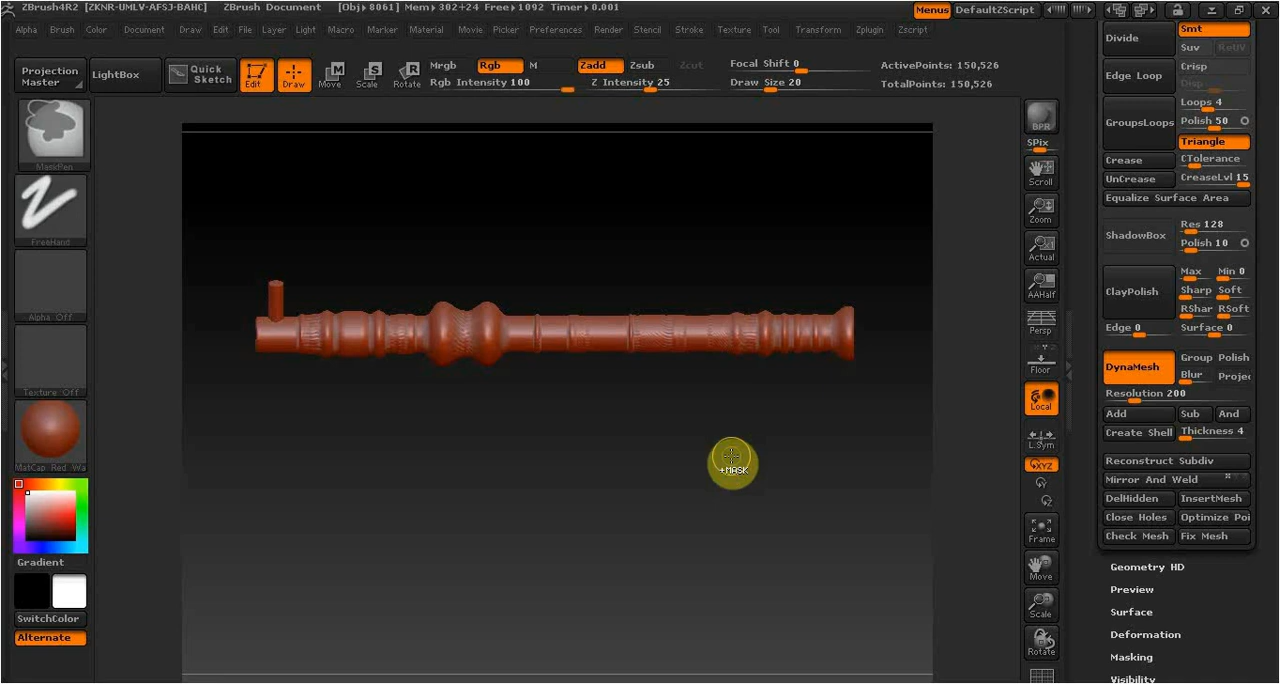 ZBrush4R2 [ZKNR-UMLV-AFSJ-BAHC] ZBrush Document [Obj▸8061] Mem▸302+24 Free▸1092 Timer▸0.001 Menus DefaultZScript
Alpha Brush Color Document Draw Edit File Layer Light Macro Marker Material Movie Picker Preferences Render Stencil Stroke Texture Tool Transform Zplugin Zscript
Projection Master
LightBox
Quick Sketch
Edit Draw Move Scale Rotate
Mrgb Rgb M
Rgb Intensity 100
Zadd Zsub Zcut
Z Intensity 25
Focal Shift 0
Draw Size 20
ActivePoints: 150,526
TotalPoints: 150,526
MaskPen
FreeHand
Alpha Off
Texture Off
MatCap Red Wa
Gradient
SwitchColor
Alternate
+MASK
BPR
SPix
Scroll
Zoom
Actual
AAHalf
Persp
Floor
Local
L.Sym
XYZ
Y
Z
Frame
Move
Scale
Rotate
Divide Smt
Suv RelUV
Edge Loop Crisp
Disp
GroupsLoops Loops 4
Polish 50
Triangle
Crease CTolerance
UnCrease CreaseLvl 15
Equalize Surface Area
ShadowBox Res 128
Polish 10
ClayPolish Max Min 0
Sharp Soft
RShar RSoft
Edge 0 Surface 0
DynaMesh Group Polish
Blur Projec
Resolution 200
Add Sub And
Create Shell Thickness 4
Reconstruct Subdiv
Mirror And Weld
DelHidden InsertMesh
Close Holes Optimize Poi
Check Mesh Fix Mesh
Geometry HD
Preview
Surface
Deformation
Masking
Visibility